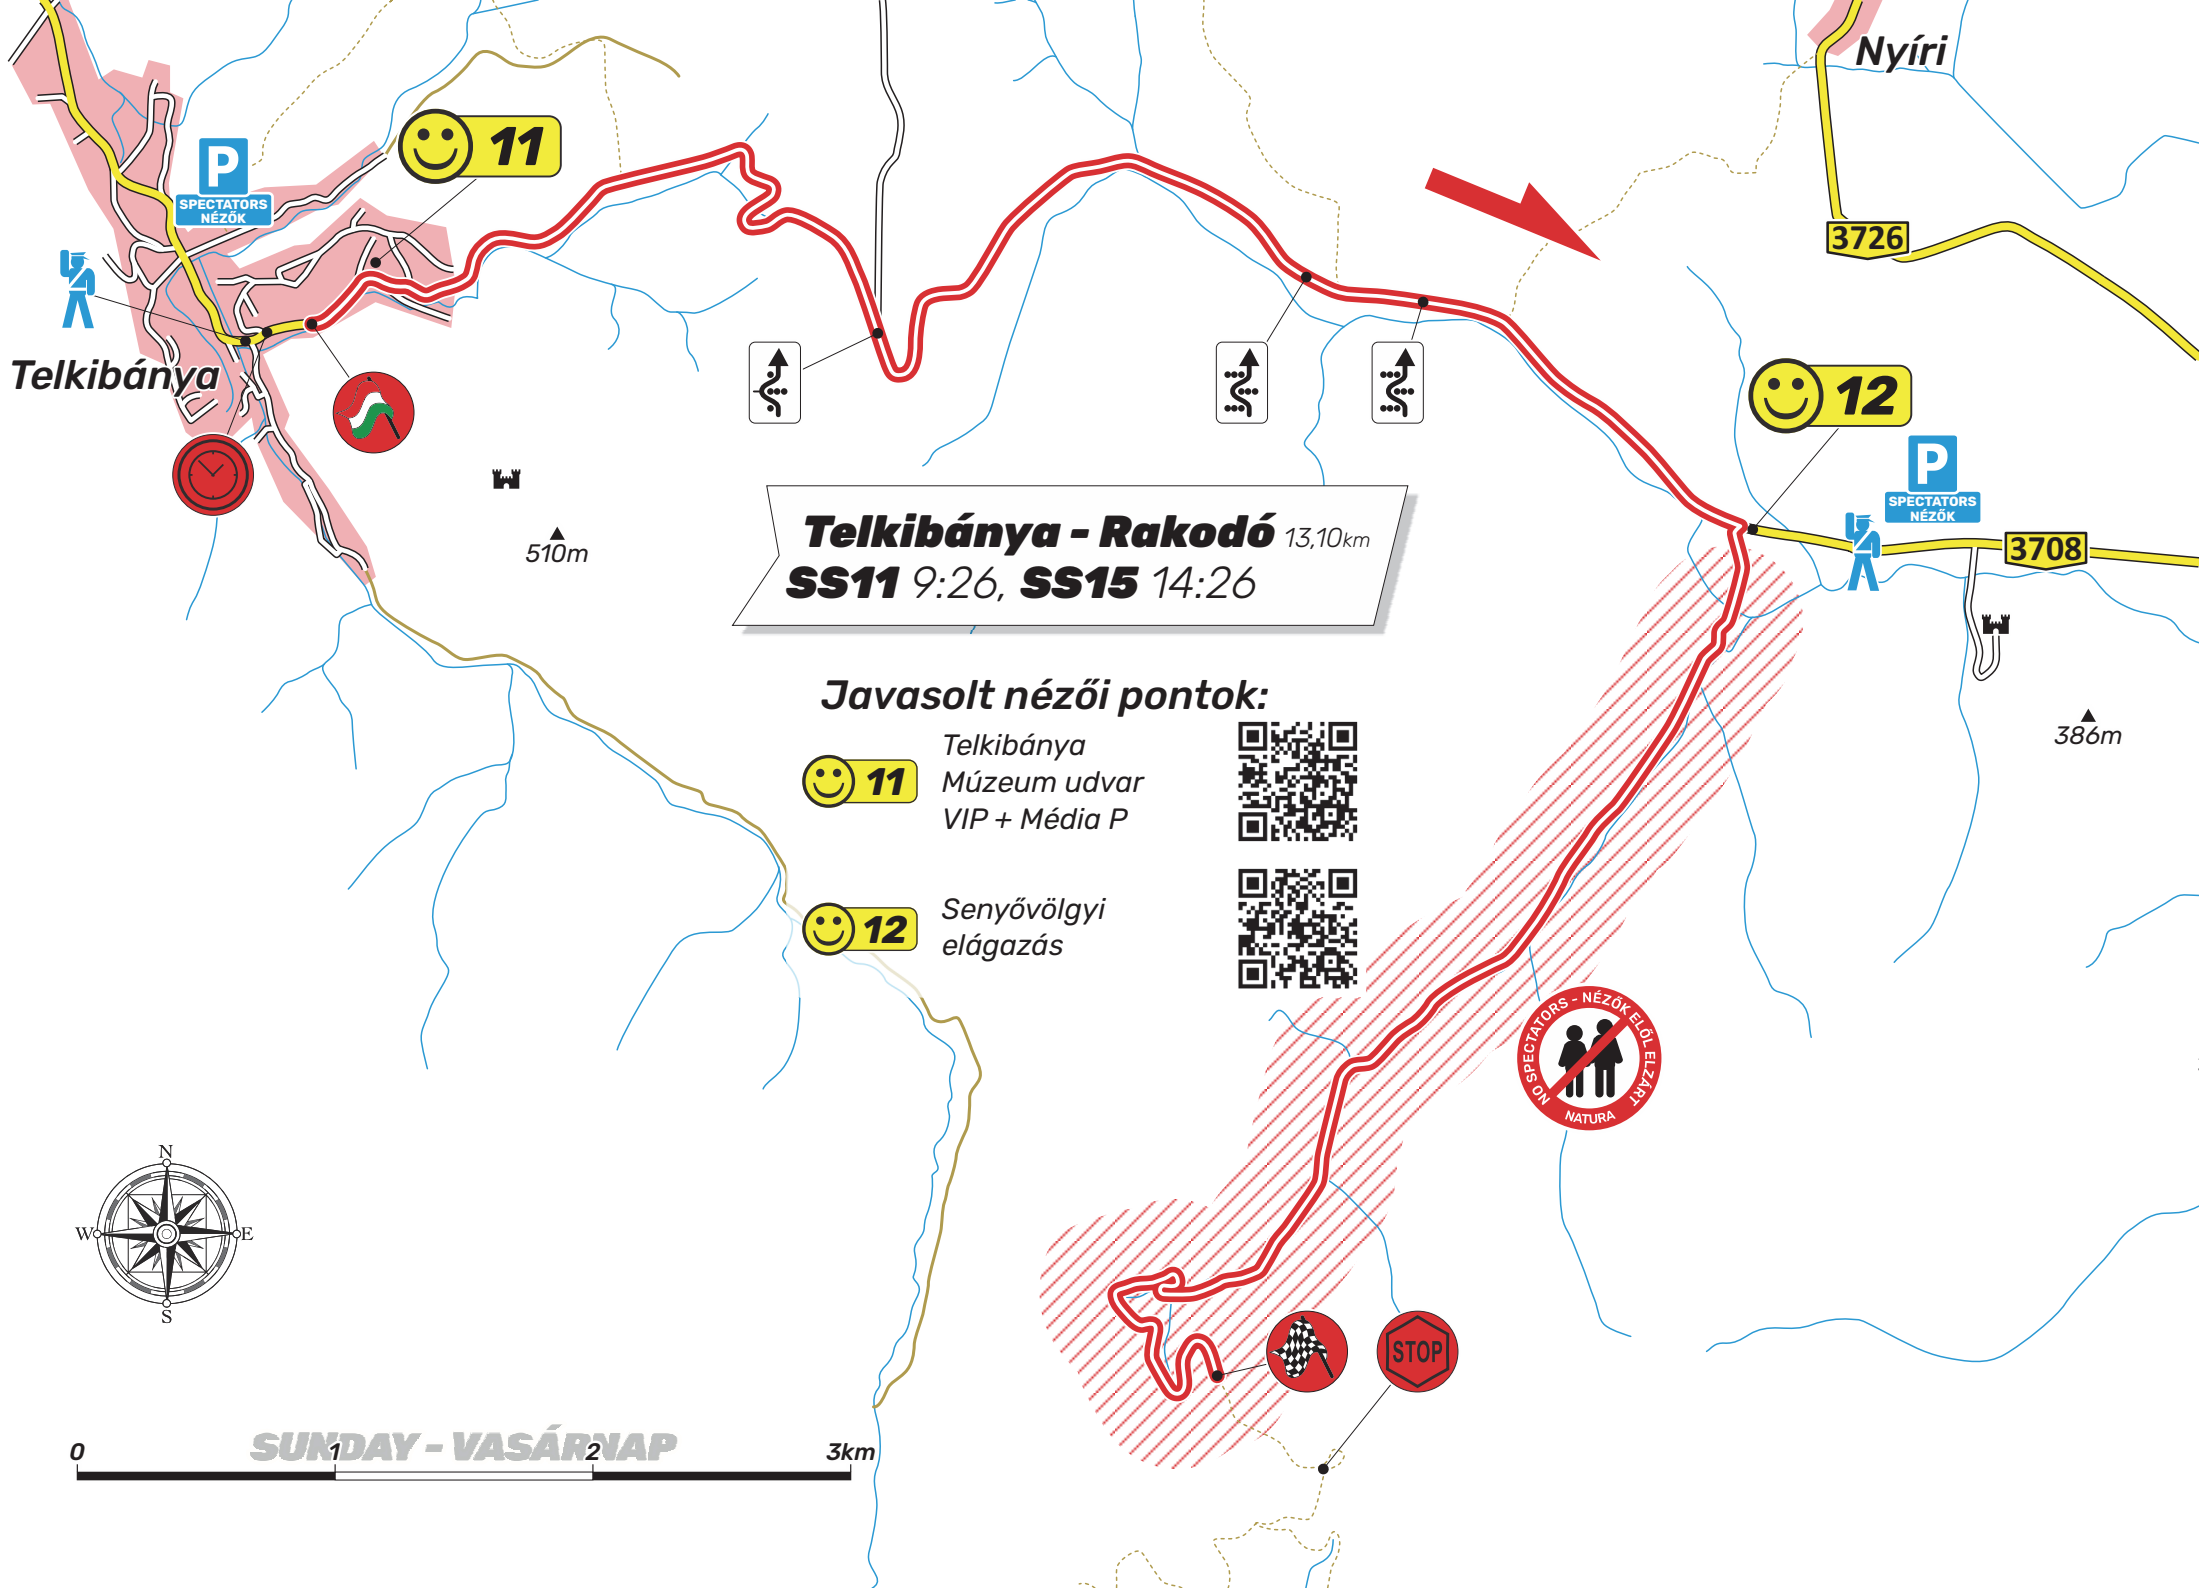 Nyíri
11
P
SPECTATORS
NÉZŐK
3726
Telkibánya
12
P
SPECTATORS
NÉZŐK
3708
510m
Telkibánya - Rakodó 13,10km
SS11 9:26, SS15 14:26
386m
Javasolt nézői pontok:
11
Telkibánya
Múzeum udvar
VIP + Média P
12
Senyővölgyi
elágazás
NO SPECTATORS - NÉZŐK ELŐL ELZÁRT
NATURA
N
W
E
S
STOP
SUNDAY - VASÁRNAP
0
1
2
3km